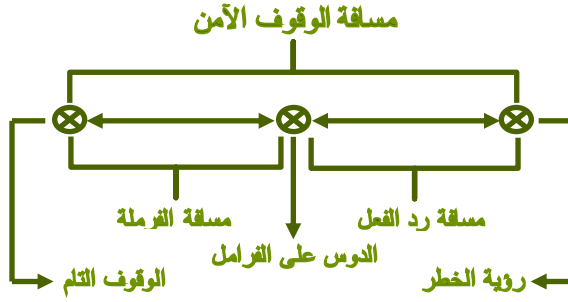 مسافة الوقوف الآمن
مسافة رد الفعل
مسافة الفرملة
الدوس على الفرامل
رؤية الخطر
الوقوف التام